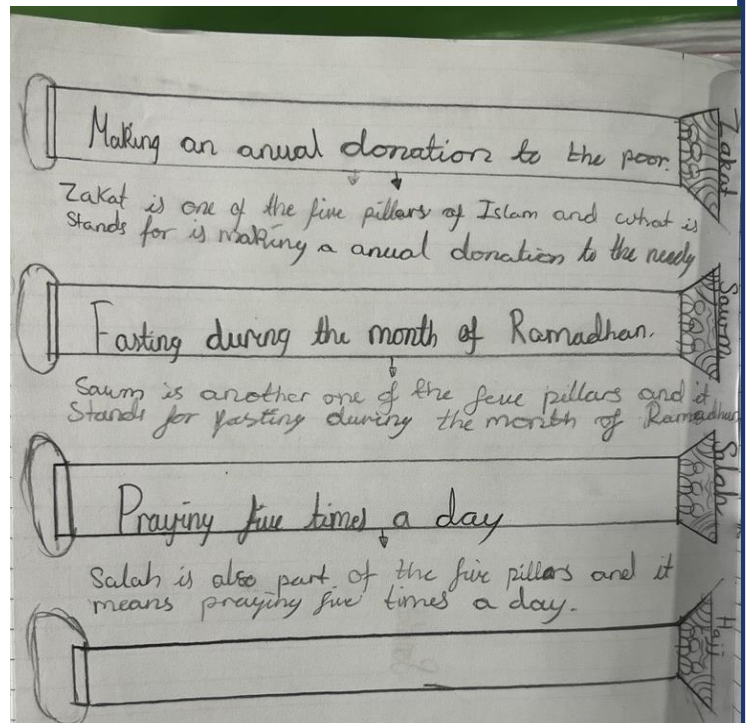 Zakat
Making an anual donation to the poor.
Zakat is one of the five pillars of Islam and what is
Stands for is making a anual donation to the needy
Sawm
Fasting during the month of Ramadhan.
Sawm is another one of the feve pillars and it
Stands for fasting during the month of Ramadhan
Salah
Praying five times a day
Salah is also part of the five pillars and it
means praying five times a day.
Hajj